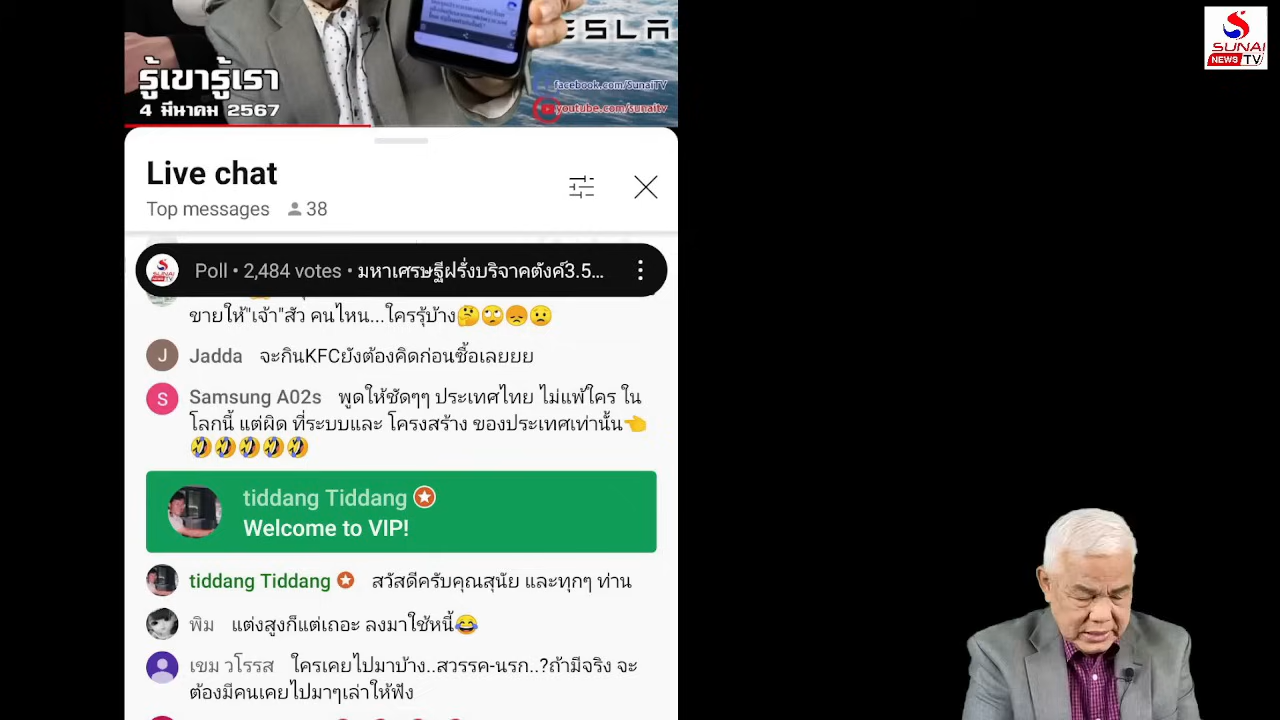 SUNAI
NEWS TV
TESLA
รู้เขารู้เรา
4 มีนาคม 2567
facebook.com/SunaiTV
youtube.com/sunaitv
Live chat
Top messages 38
Poll • 2,484 votes • มหาเศรษฐีฝรั่งบริจาคตังค์3.5...
ขายให้"เจ้า"สัว คนไหน...ใครรุ้บ้าง🤔🙄😞😟
J Jadda จะกินKFCยังต้องคิดก่อนซื้อเลยยย
S Samsung A02s พูดให้ชัดๆๆ ประเทศไทย ไม่แพ้ใคร ใน
โลกนี้ แต่ผิด ที่ระบบและ โครงสร้าง ของประเทศเท่านั้น👈
🤣🤣🤣🤣🤣
tiddang Tiddang
Welcome to VIP!
tiddang Tiddang สวัสดีครับคุณสุนัย และทุกๆ ท่าน
พิม แต่งสูงก็แต่เถอะ ลงมาใช้หนี้😂
เขม วโรรส ใครเคยไปมาบ้าง..สวรรค-นรก..?ถ้ามีจริง จะ
ต้องมีคนเคยไปมาๆเล่าให้ฟัง